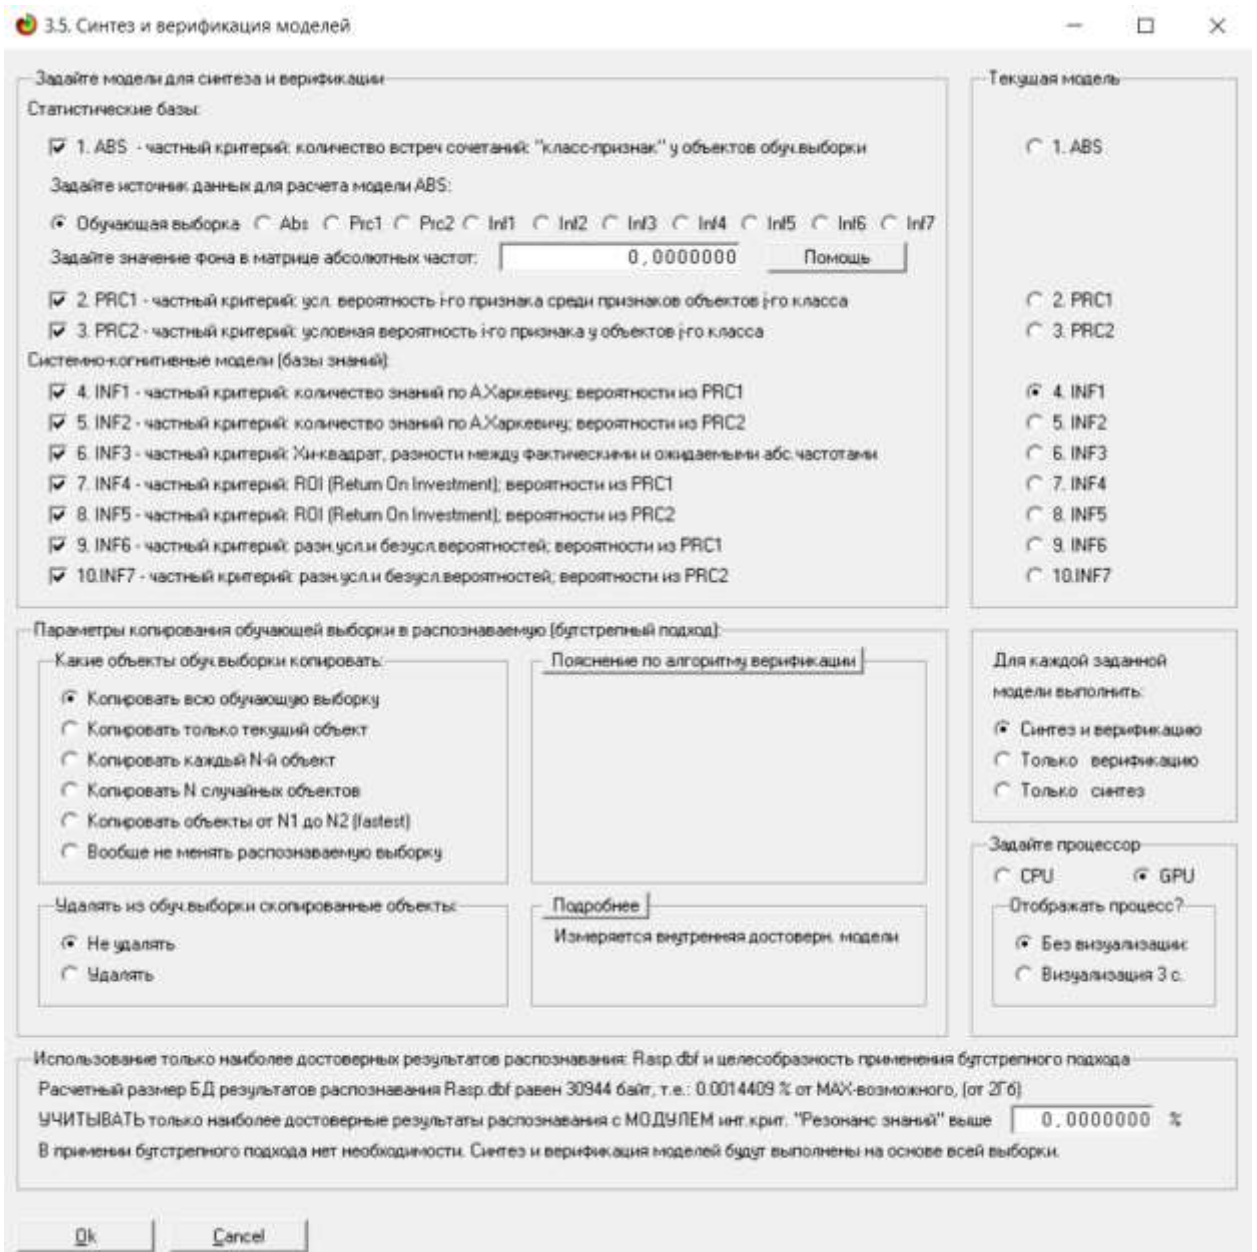 3.5. Синтез и верификация моделей
Задайте модели для синтеза и верификации
Статистические базы:
1. ABS - частный критерий: количество встреч сочетаний: "класс-признак" у объектов обуч.выборки
Задайте источник данных для расчета модели ABS:
Обучающая выборка Abs Prc1 Prc2 Inf1 Inf2 Inf3 Inf4 Inf5 Inf6 Inf7
Задайте значение фона в матрице абсолютных частот: 0,0000000 Помощь
2. PRC1 - частный критерий: усл. вероятность i-го признака среди признаков объектов j-го класса
3. PRC2 - частный критерий: условная вероятность i-го признака у объектов j-го класса
Системно-когнитивные модели (базы знаний):
4. INF1 - частный критерий: количество знаний по А.Харкевичу; вероятности из PRC1
5. INF2 - частный критерий: количество знаний по А.Харкевичу; вероятности из PRC2
6. INF3 - частный критерий: Хи-квадрат, разности между фактическими и ожидаемыми абс.частотами
7. INF4 - частный критерий: ROI (Return On Investment); вероятности из PRC1
8. INF5 - частный критерий: ROI (Return On Investment); вероятности из PRC2
9. INF6 - частный критерий: разн.усл.и безусл.вероятностей; вероятности из PRC1
10.INF7 - частный критерий: разн.усл.и безусл.вероятностей; вероятности из PRC2
Текущая модель
1. ABS
2. PRC1
3. PRC2
4. INF1
5. INF2
6. INF3
7. INF4
8. INF5
9. INF6
10.INF7
Параметры копирования обучающей выборки в распознаваемую (бутстрепный подход):
Какие объекты обуч.выборки копировать:
Копировать всю обучающую выборку
Копировать только текущий объект
Копировать каждый N-й объект
Копировать N случайных объектов
Копировать объекты от N1 до N2 (fastest)
Вообще не менять распознаваемую выборку
Пояснение по алгоритму верификации
Удалять из обуч.выборки скопированные объекты:
Не удалять
Удалять
Подробнее
Измеряется внутренняя достоверн. модели
Для каждой заданной
модели выполнить:
Синтез и верификацию
Только верификацию
Только синтез
Задайте процессор
CPU GPU
Отображать процесс?
Без визуализации
Визуализация 3 с.
Использование только наиболее достоверных результатов распознавания: Rasp.dbf и целесообразность применения бутстрепного подхода
Расчетный размер БД результатов распознавания Rasp.dbf равен 30944 байт, т.е.: 0.0014409 % от MAX-возможного, (от 2Гб)
УЧИТЫВАТЬ только наиболее достоверные результаты распознавания с МОДУЛЕМ инт.крит. "Резонанс знаний" выше 0,0000000 %
В примении бутстрепного подхода нет необходимости. Синтез и верификация моделей будут выполнены на основе всей выборки.
Ok Cancel